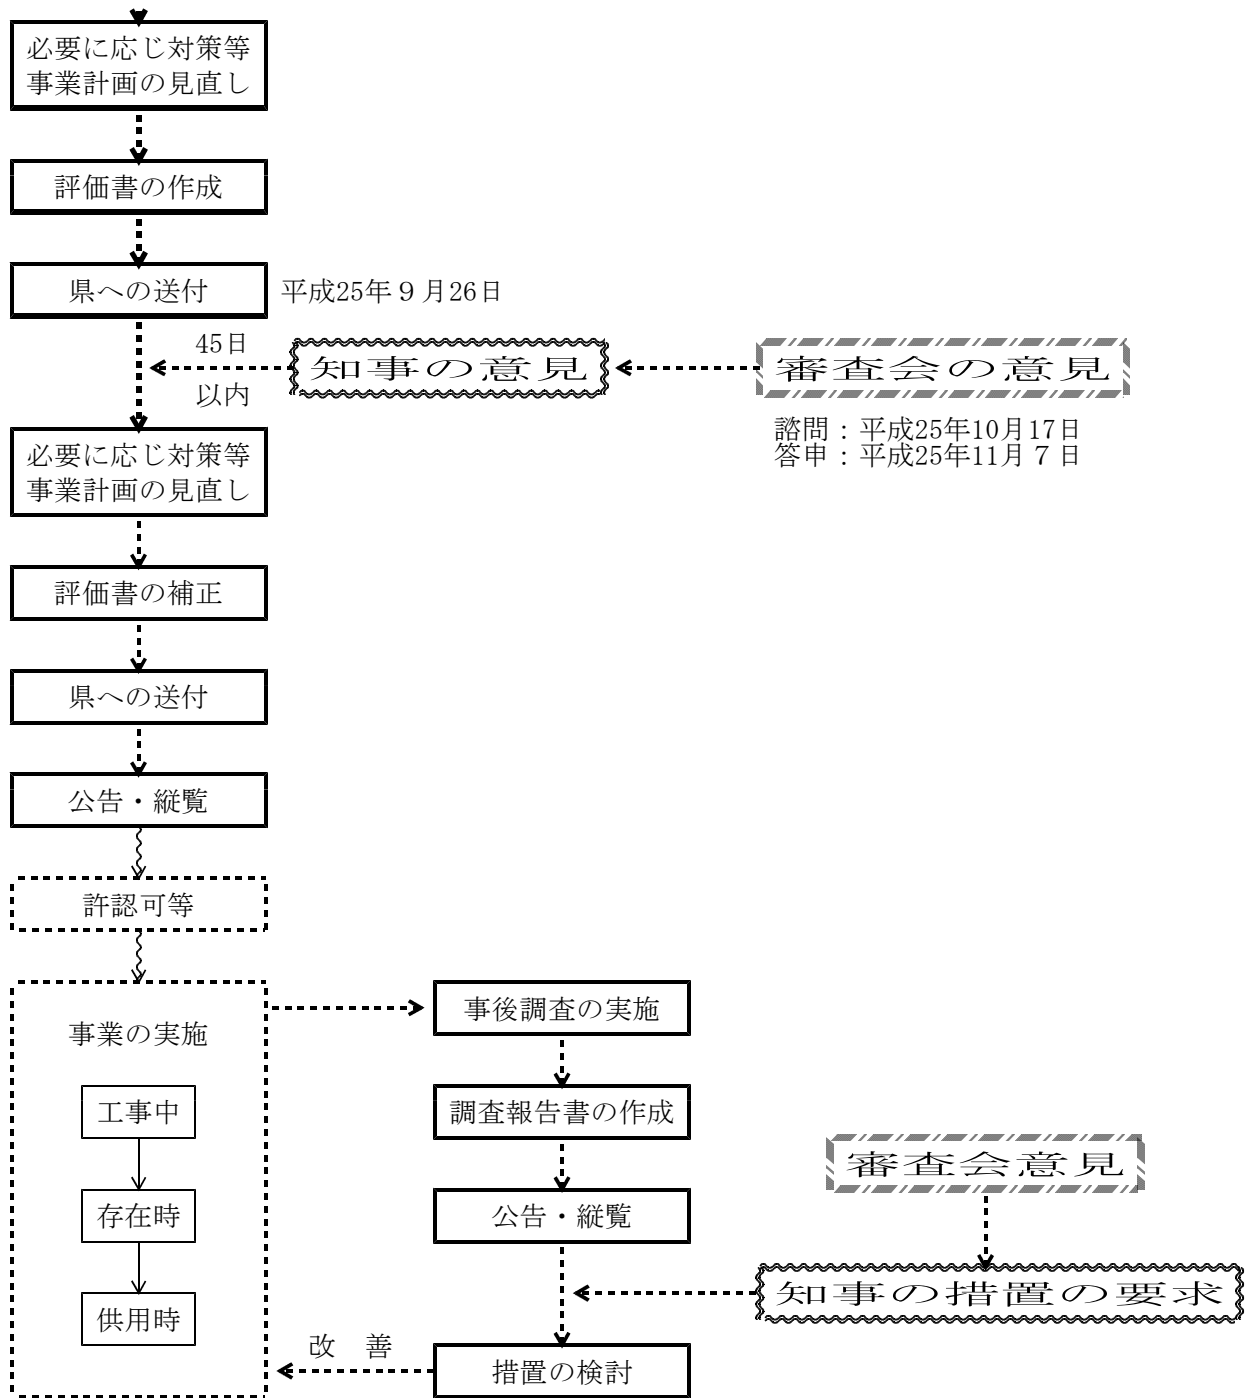 必要に応じ対策等
事業計画の見直し
評価書の作成
県への送付
平成25年９月26日
45日
以内
知事の意見
審査会の意見
諮問：平成25年10月17日
答申：平成25年11月７日
必要に応じ対策等
事業計画の見直し
評価書の補正
県への送付
公告・縦覧
許認可等
事業の実施
工事中
存在時
供用時
事後調査の実施
調査報告書の作成
公告・縦覧
審査会意見
知事の措置の要求
改　善
措置の検討